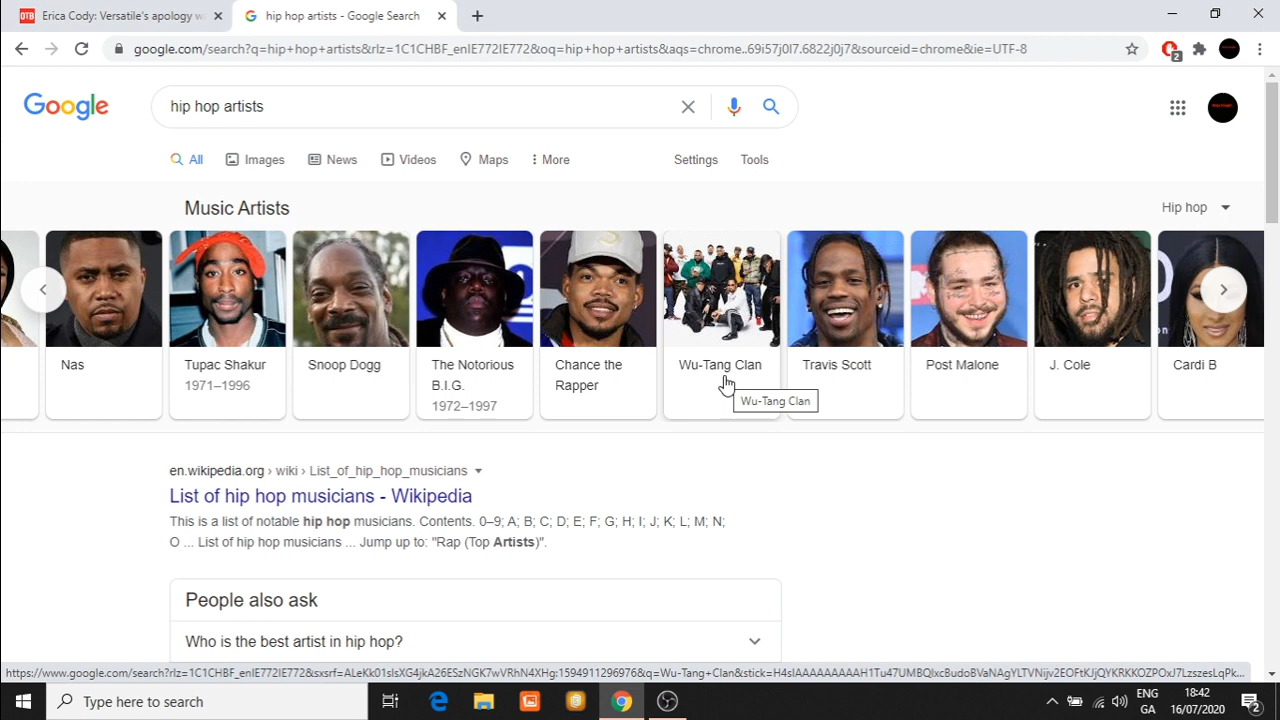 OTB Erica Cody: Versatile's apology w
hip hop artists - Google Search
google.com/search?q=hip+hop+artists&rlz=1C1CHBF_enIE772IE772&oq=hip+hop+artists&aqs=chrome..69i57j0l7.6822j0j7&sourceid=chrome&ie=UTF-8
2
Google
hip hop artists
All Images News Videos Maps More Settings Tools
Music Artists
Hip hop
Nas
Tupac Shakur
1971–1996
Snoop Dogg
The Notorious
B.I.G.
1972–1997
Chance the
Rapper
Wu-Tang Clan
Travis Scott
Post Malone
J. Cole
Cardi B
Wu-Tang Clan
en.wikipedia.org › wiki › List_of_hip_hop_musicians
List of hip hop musicians - Wikipedia
This is a list of notable hip hop musicians. Contents. 0–9; A; B; C; D; E; F; G; H; I; J; K; L; M; N;
O ... List of hip hop musicians ... Jump up to: "Rap (Top Artists)".
People also ask
Who is the best artist in hip hop?
Type here to search
ENG
GA
18:42
16/07/2020
2